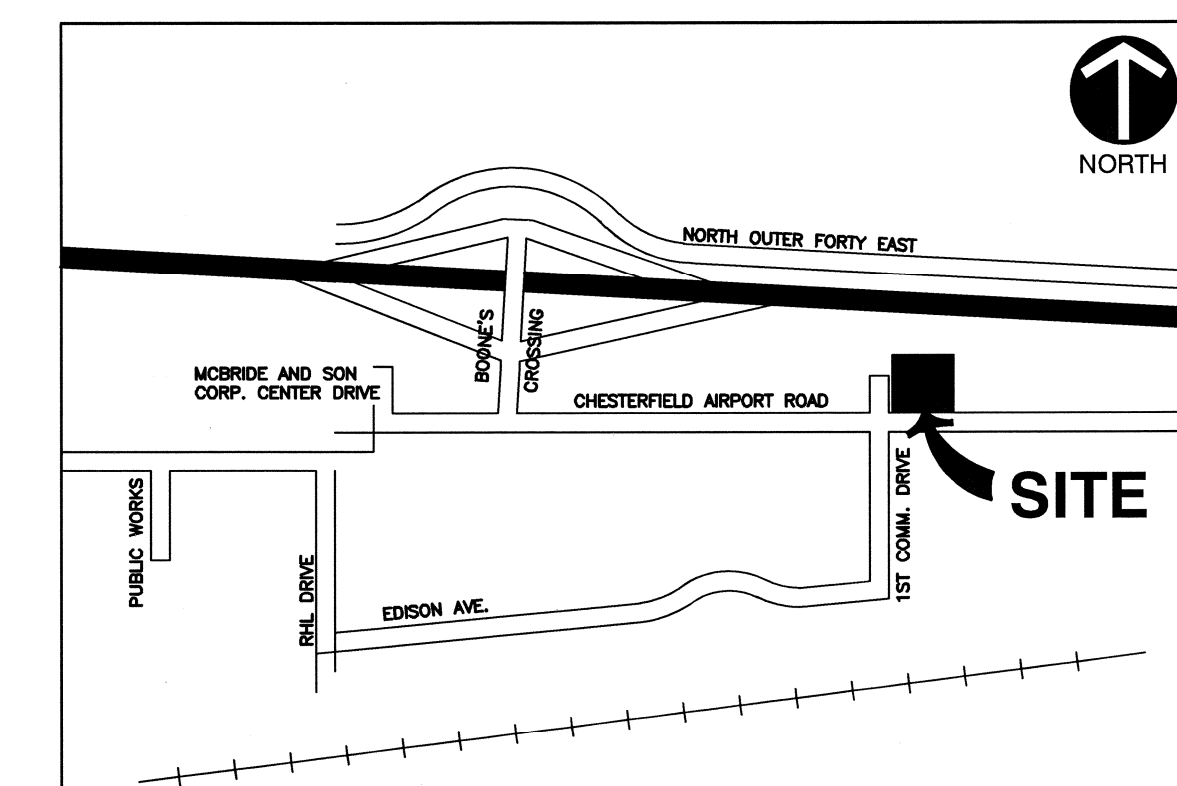 NORTH
NORTH OUTER FORTY EAST
BOONE'S
CROSSING
MCBRIDE AND SON
CORP. CENTER DRIVE
CHESTERFIELD AIRPORT ROAD
SITE
PUBLIC WORKS
RHL DRIVE
EDISON AVE.
1ST COMM. DRIVE